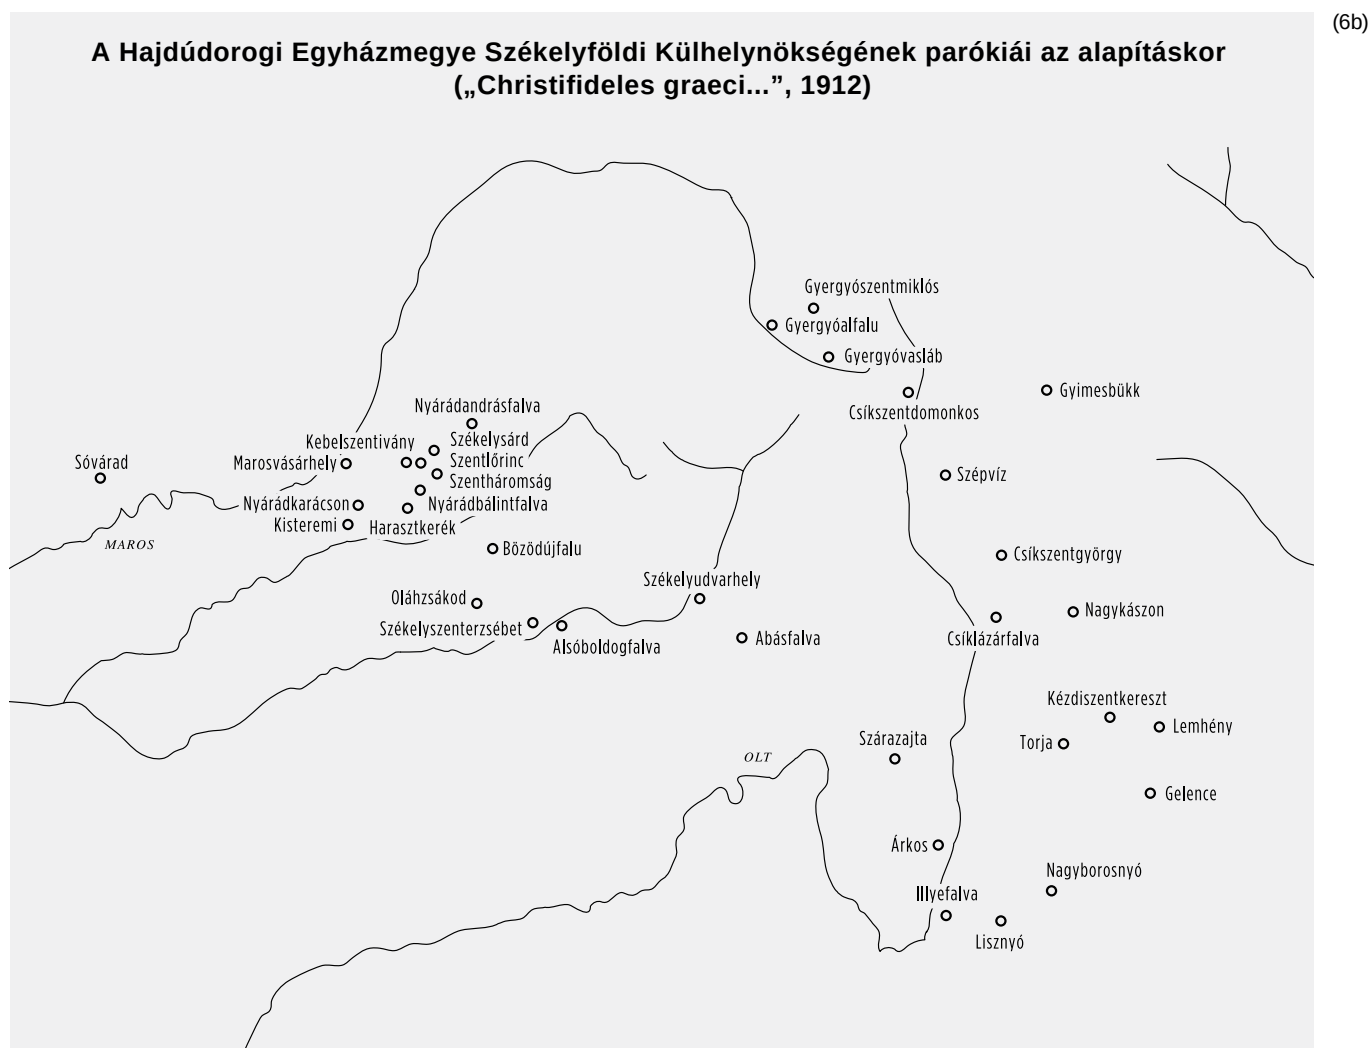 (6b)
A Hajdúdorogi Egyházmegye Székelyföldi Külhelynökségének parókiái az alapításkor
(„Christifideles graeci...”, 1912)
Gyergyószentmiklós
Gyergyóalfalu
Gyergyóvasláb
Gyimesbükk
Csíkszentdomonkos
Nyárádandrásfalva
Kebelszentivány
Székelysárd
Sóvárad
Marosvásárhely
Szentlőrinc
Szentháromság
Szépvíz
Nyárádkarácson
Nyárádbálintfalva
Kisteremi
Harasztkerék
MAROS
Bözödújfalu
Csíkszentgyörgy
Székelyudvarhely
Oláhzsákod
Nagykászon
Székelyszenterzsébet
Alsóboldogfalva
Abásfalva
Csíklázárfalva
Kézdiszentkereszt
Lemhény
Szárazajta
Torja
OLT
Gelence
Árkos
Nagyborosnyó
Illyefalva
Lisznyó